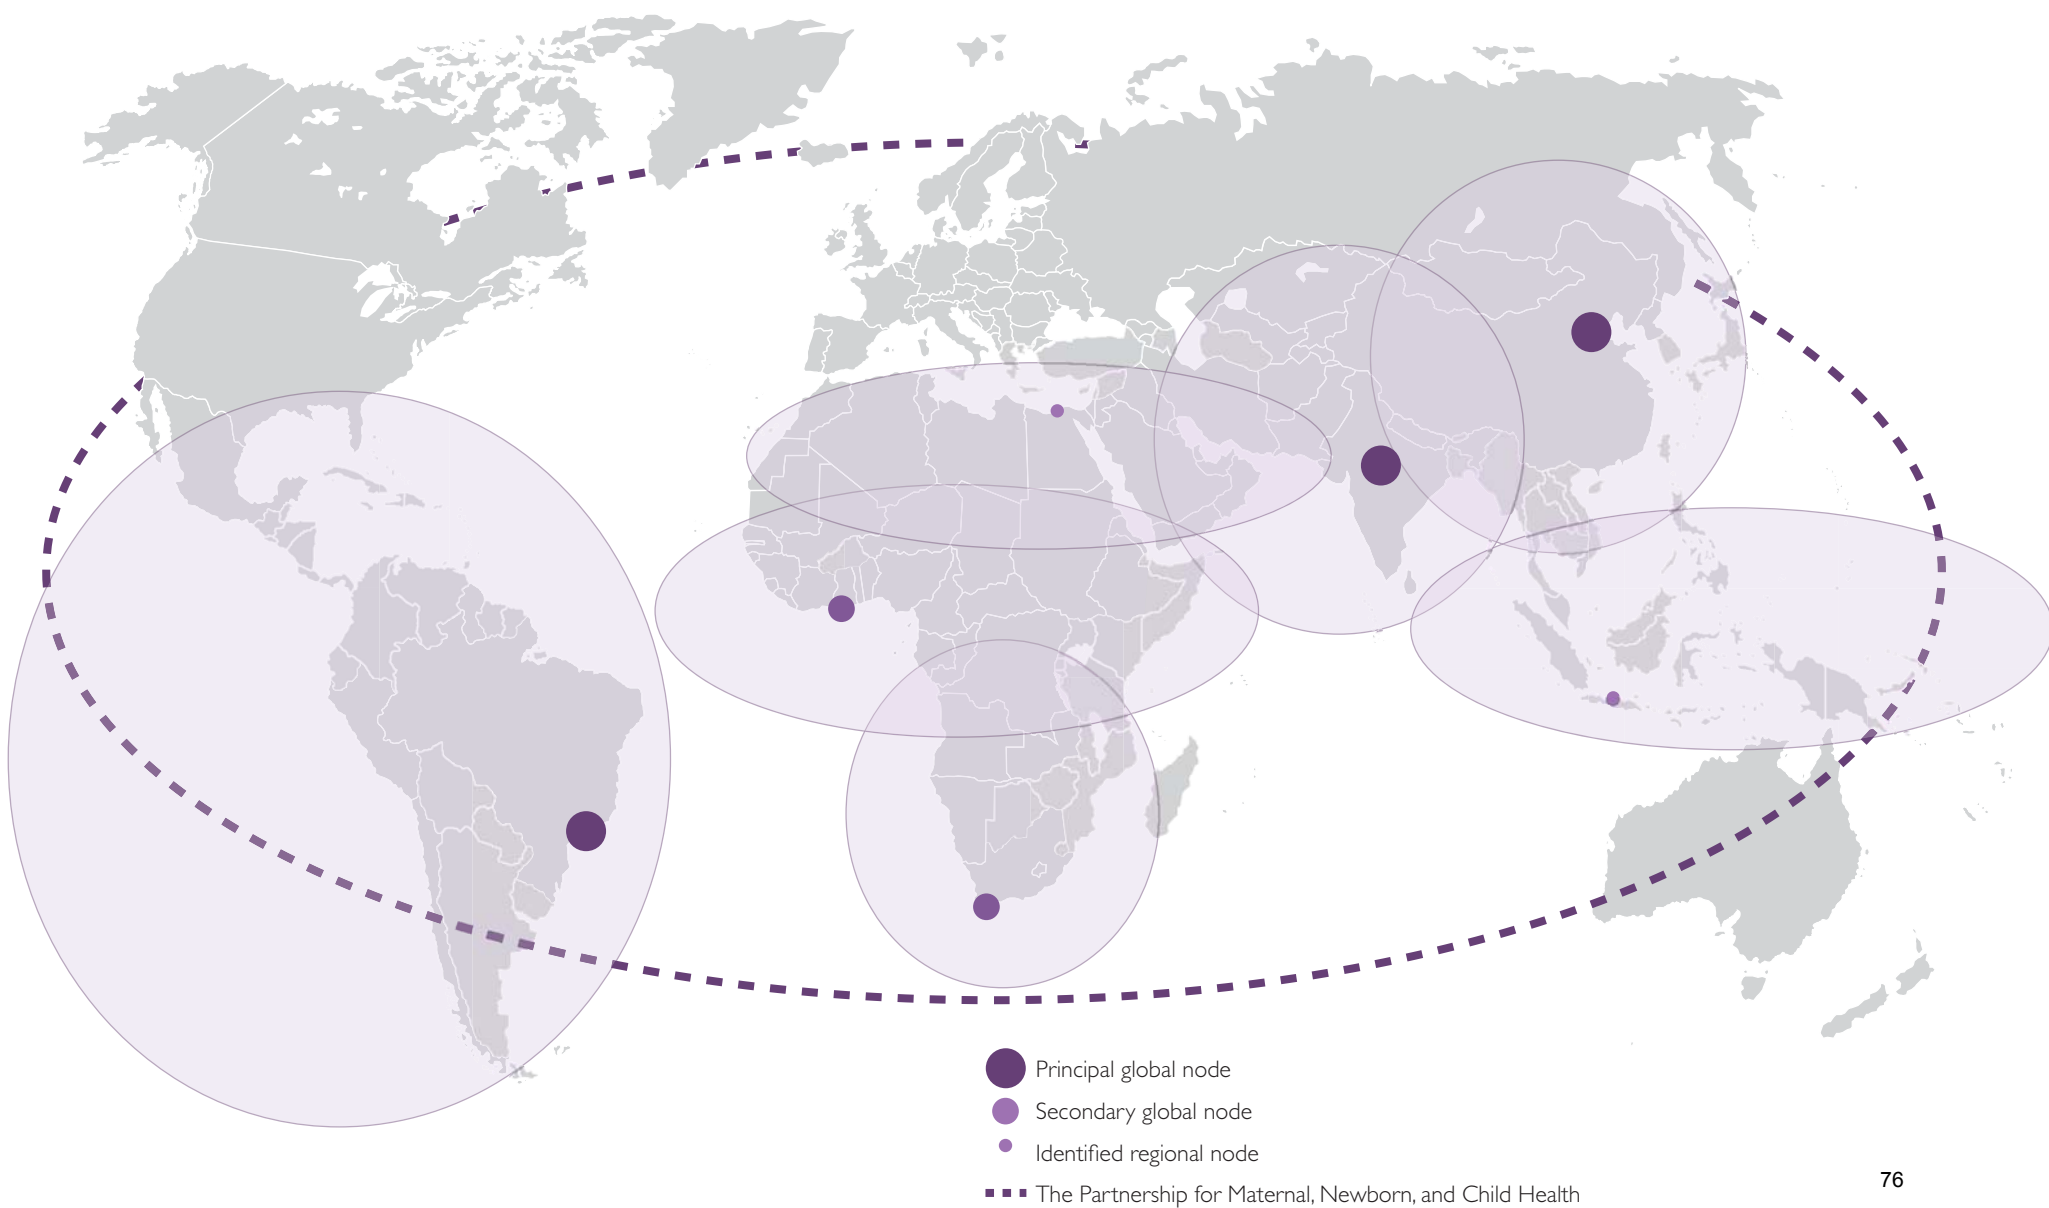 Principal global node
Secondary global node
Identified regional node
The Partnership for Maternal, Newborn, and Child Health
76